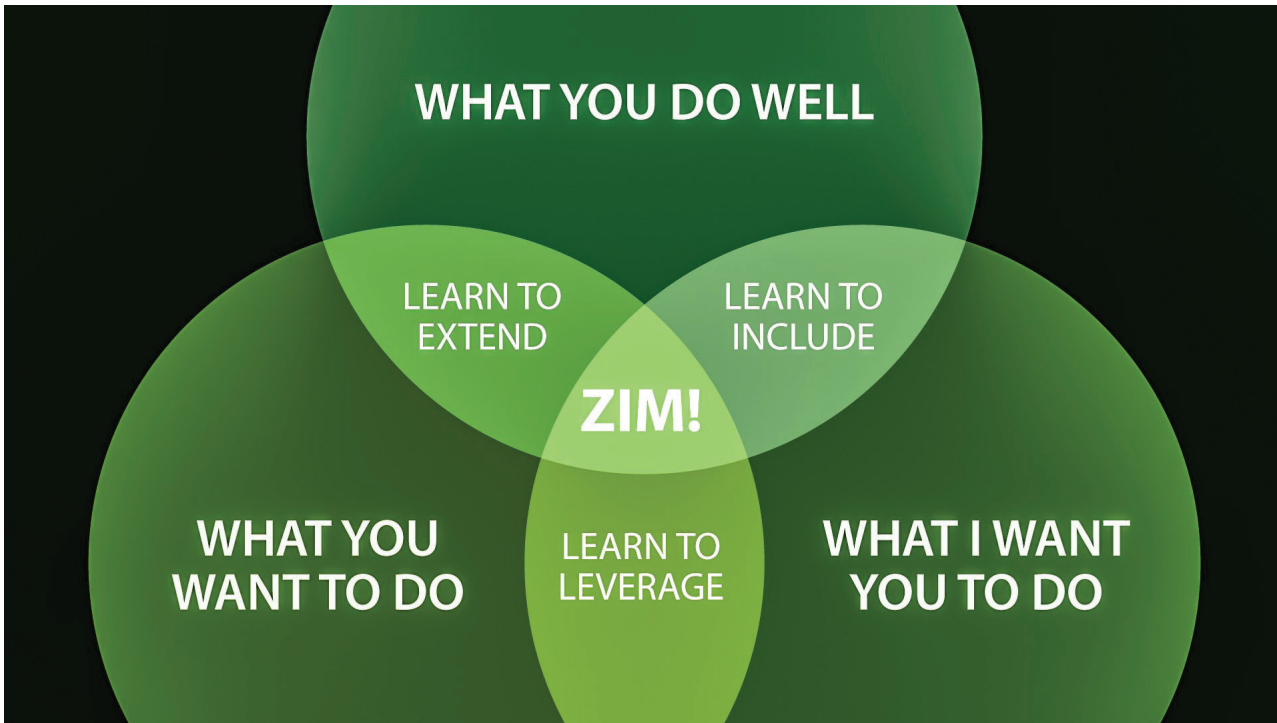 WHAT YOU DO WELL
LEARN TO
EXTEND
LEARN TO
INCLUDE
ZIM!
WHAT YOU
WANT TO DO
LEARN TO
LEVERAGE
WHAT I WANT
YOU TO DO